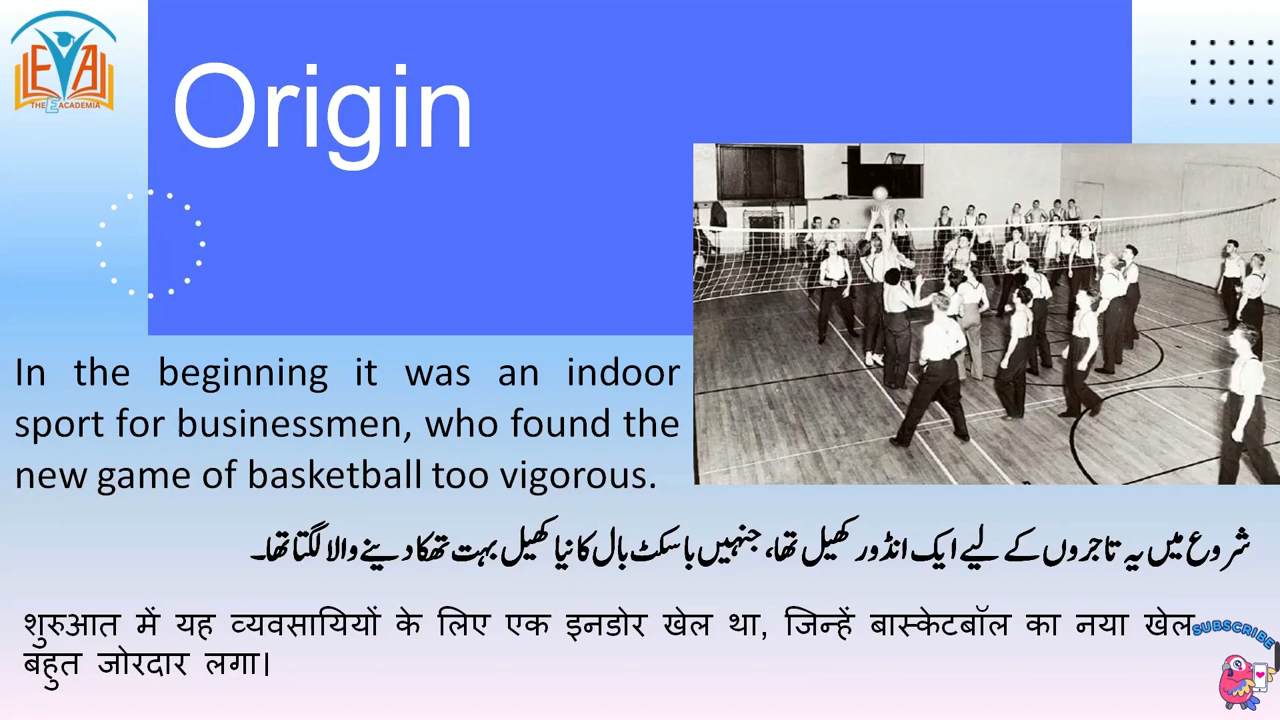 EVA
THE E ACADEMIA
Origin
In the beginning it was an indoor
sport for businessmen, who found the
new game of basketball too vigorous.
شروع میں یہ تاجروں کے لیے ایک انڈور کھیل تھا، جنہیں باسکٹ بال کا نیا کھیل بہت تھکا دینے والا لگتا تھا۔
शुरुआत में यह व्यवसायियों के लिए एक इनडोर खेल था, जिन्हें बास्केटबॉल का नया खेल
बहुत जोरदार लगा।
SUBSCRIBE